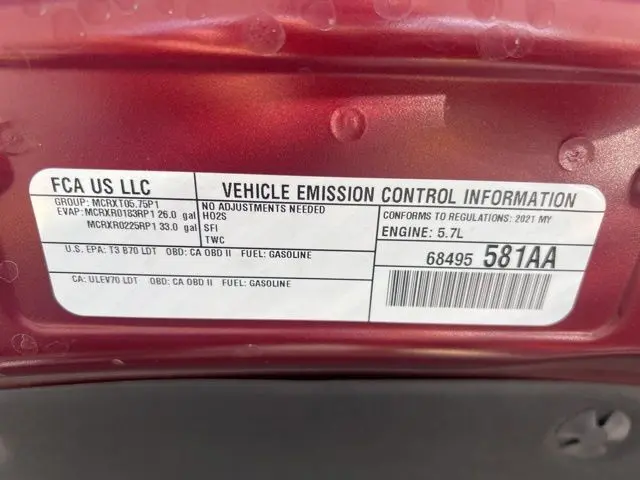 FCA US LLC
VEHICLE EMISSION CONTROL INFORMATION
GROUP: MCRXT05.75P1
EVAP: MCRXR0183RP1 26.0 gal
MCRXR0225RP1 33.0 gal
NO ADJUSTMENTS NEEDED
HO2S
SFI
TWC
CONFORMS TO REGULATIONS: 2021 MY
ENGINE: 5.7L
U.S. EPA: T3 B70 LDT OBD: CA OBD II FUEL: GASOLINE
CA: ULEV70 LDT OBD: CA OBD II FUEL: GASOLINE
68495 581AA